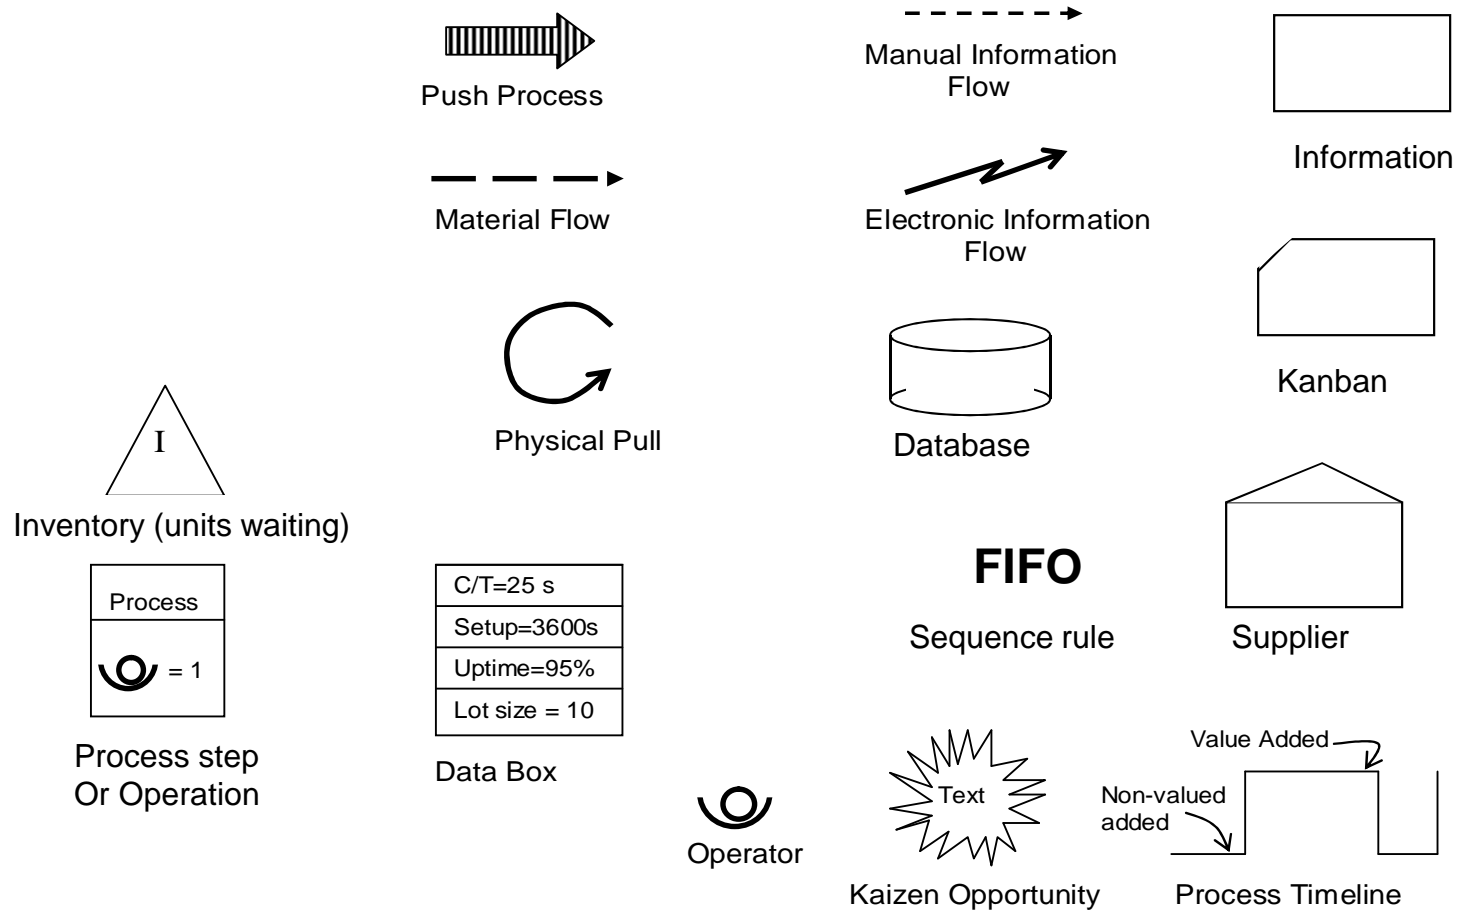 Push Process
Manual Information
Flow
Information
Material Flow
Electronic Information
Flow
Physical Pull
Database
Kanban
I
Inventory (units waiting)
Process
= 1
Process step
Or Operation
C/T=25 s
Setup=3600s
Uptime=95%
Lot size = 10
Data Box
FIFO
Sequence rule
Supplier
Operator
Text
Kaizen Opportunity
Value Added
Non-valued
added
Process Timeline